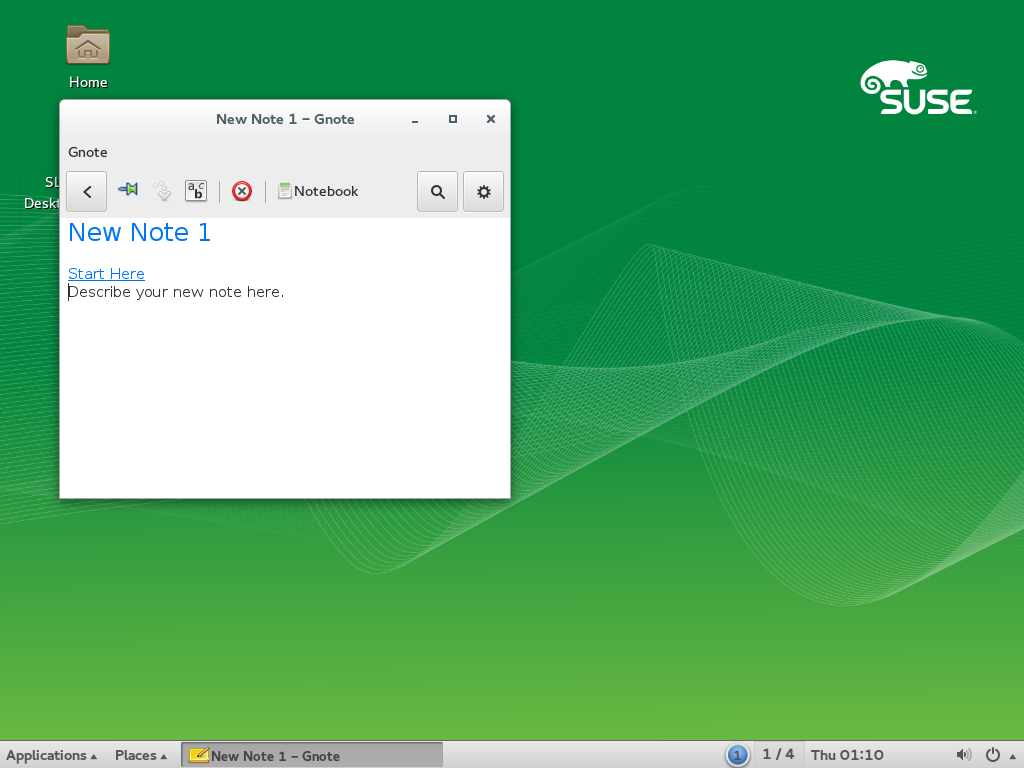 Home
SUSE
New Note 1 – Gnote
Gnote
SL
Deskt
abc
Notebook
New Note 1
Start Here
Describe your new note here.
Applications
Places
New Note 1 – Gnote
1
1 / 4
Thu 01:10